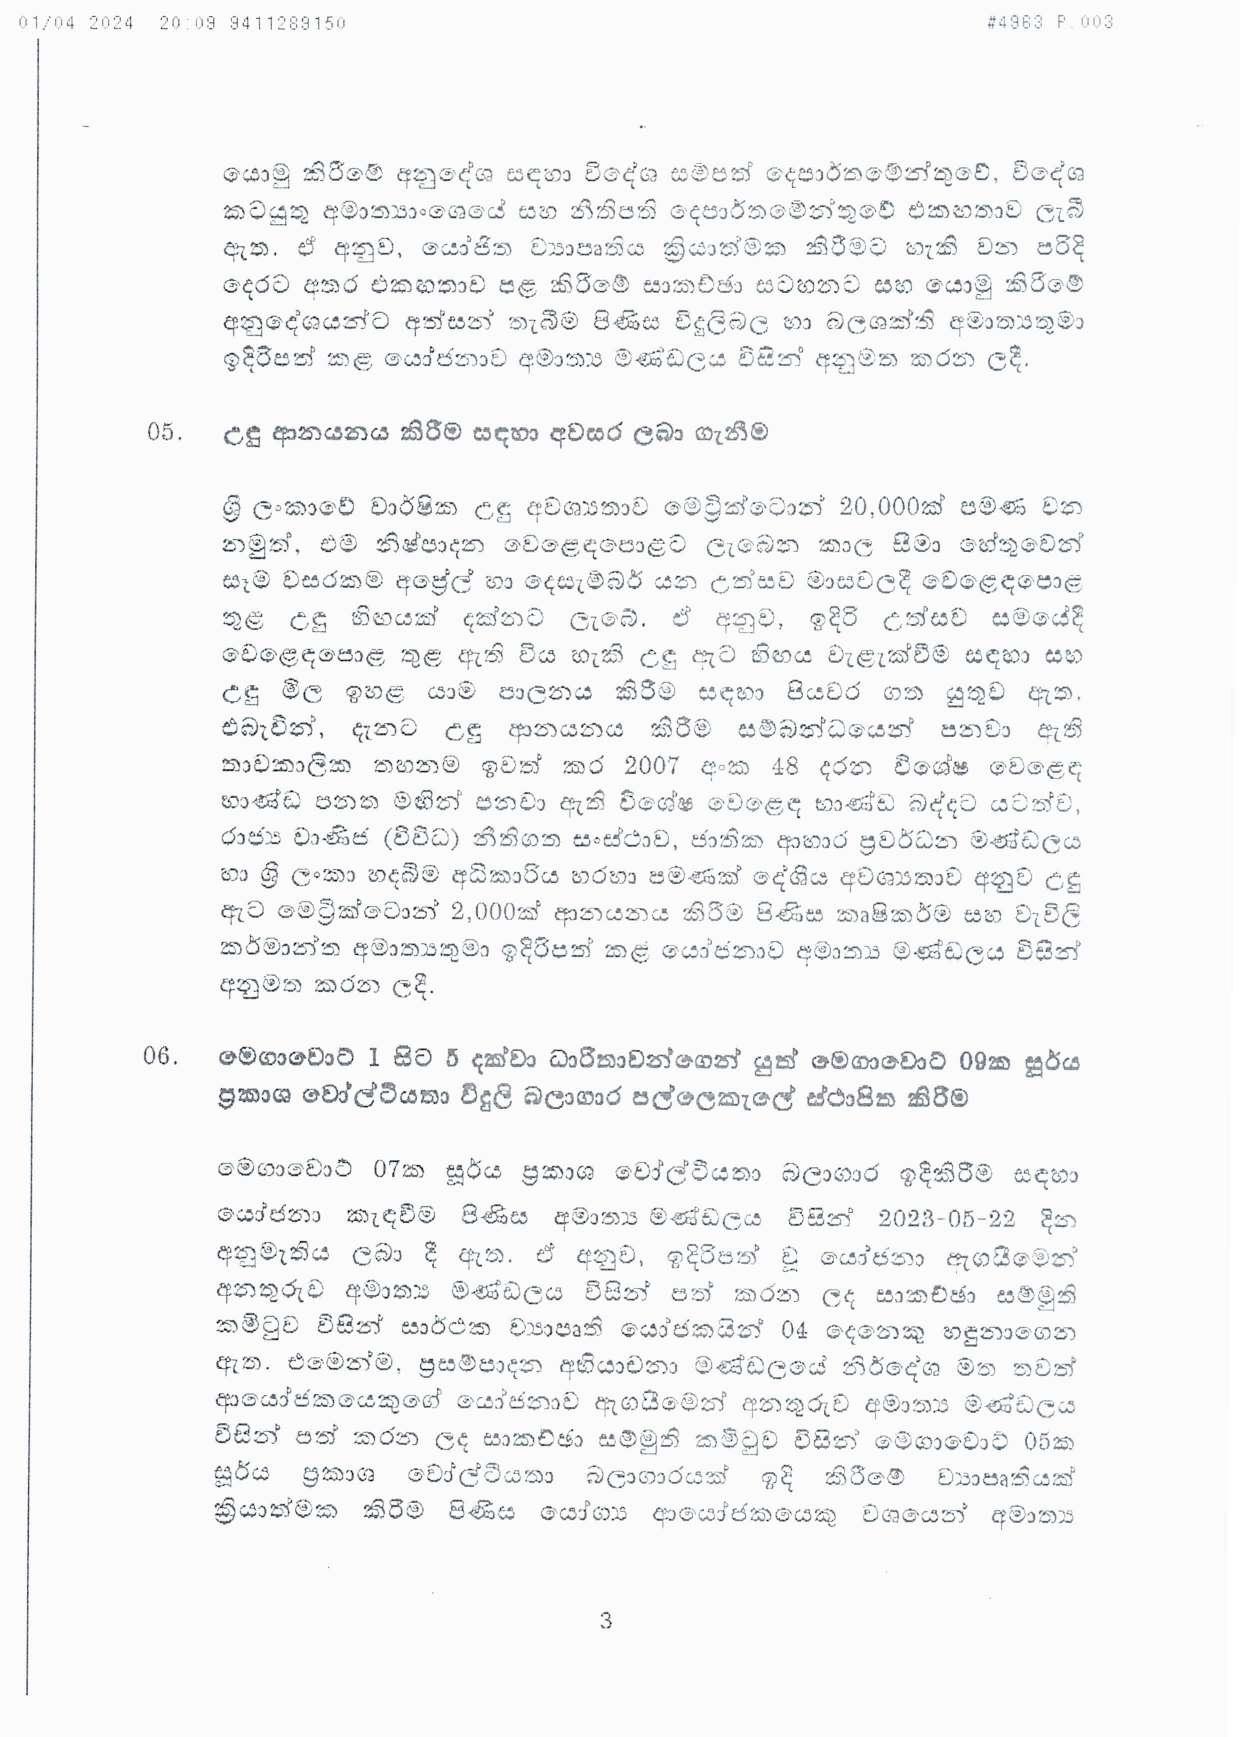 01/04 2024 20:09 9411289150 #4963 P.003
යොමු කිරීමේ අනුදේශ සඳහා විදේශ සම්පත් දෙපාර්තමේන්තුවේ, විදේශ
කටයුතු අමාත්‍යාංශයේ සහ නීතිපති දෙපාර්තමේන්තුවේ එකඟතාව ලැබී
ඇත. ඒ අනුව, යෝජිත ව්‍යාපෘතිය ක්‍රියාත්මක කිරීමට හැකි වන පරිදි
දෙරට අතර එකඟතාව පළ කිරීමේ සාකච්ඡා සටහනට සහ යොමු කිරීමේ
අනුදේශයන්ට අත්සන් තැබීම පිණිස විදුලිබල හා බලශක්ති අමාත්‍යතුමා
ඉදිරිපත් කළ යෝජනාව අමාත්‍ය මණ්ඩලය විසින් අනුමත කරන ලදී.
05. උඳු ආනයනය කිරීම සඳහා අවසර ලබා ගැනීම
ශ්‍රී ලංකාවේ වාර්ෂික උඳු අවශ්‍යතාව මෙට්‍රික්ටොන් 20,000ක් පමණ වන
නමුත්, එම නිෂ්පාදන වෙළෙඳපොළට ලැබෙන කාල සීමා හේතුවෙන්
සෑම වසරකම අප්‍රේල් හා දෙසැම්බර් යන උත්සව මාසවලදී වෙළෙඳපොළ
තුළ උඳු හිඟයක් දක්නට ලැබේ. ඒ අනුව, ඉදිරි උත්සව සමයේදී
වෙළෙඳපොළ තුළ ඇති විය හැකි උඳු ඇට හිඟය වැළැක්වීම සඳහා සහ
උඳු මිල ඉහළ යාම පාලනය කිරීම සඳහා පියවර ගත යුතුව ඇත.
එබැවින්, දැනට උඳු ආනයනය කිරීම සම්බන්ධයෙන් පනවා ඇති
තාවකාලික තහනම ඉවත් කර 2007 අංක 48 දරන විශේෂ වෙළෙඳ
භාණ්ඩ පනත මඟින් පනවා ඇති විශේෂ වෙළෙඳ භාණ්ඩ බද්දට යටත්ව,
රාජ්‍ය වාණිජ (විවිධ) නීතිගත සංස්ථාව, ජාතික ආහාර ප්‍රවර්ධන මණ්ඩලය
හා ශ්‍රී ලංකා හදබිම අධිකාරිය හරහා පමණක් දේශීය අවශ්‍යතාව අනුව උඳු
ඇට මෙට්‍රික්ටොන් 2,000ක් ආනයනය කිරීම පිණිස කෘෂිකර්ම සහ වැවිලි
කර්මාන්ත අමාත්‍යතුමා ඉදිරිපත් කළ යෝජනාව අමාත්‍ය මණ්ඩලය විසින්
අනුමත කරන ලදී.
06. මෙගාවොට් 1 සිට 5 දක්වා ධාරිතාවන්ගෙන් යුත් මෙගාවොට් 09ක සූර්ය
ප්‍රකාශ වෝල්ටීයතා විදුලි බලාගාර පල්ලෙකැලේ ස්ථාපිත කිරීම
මෙගාවොට් 07ක සූර්ය ප්‍රකාශ වෝල්ටීයතා බලාගාර ඉදිකිරීම සඳහා
යෝජනා කැඳවීම පිණිස අමාත්‍ය මණ්ඩලය විසින් 2023-05-22 දින
අනුමැතිය ලබා දී ඇත. ඒ අනුව, ඉදිරිපත් වූ යෝජනා ඇගයීමෙන්
අනතුරුව අමාත්‍ය මණ්ඩලය විසින් පත් කරන ලද සාකච්ඡා සම්මුති
කමිටුව විසින් සාර්ථක ව්‍යාපෘති යෝජකයින් 04 දෙනෙකු හඳුනාගෙන
ඇත. එමෙන්ම, ප්‍රසම්පාදන අභියාචනා මණ්ඩලයේ නිර්දේශ මත තවත්
ආයෝජකයෙකුගේ යෝජනාව ඇගයීමෙන් අනතුරුව අමාත්‍ය මණ්ඩලය
විසින් පත් කරන ලද සාකච්ඡා සම්මුති කමිටුව විසින් මෙගාවොට් 05ක
සූර්ය ප්‍රකාශ වෝල්ටීයතා බලාගාරයක් ඉදි කිරීමේ ව්‍යාපෘතියක්
ක්‍රියාත්මක කිරීම පිණිස යෝග්‍ය ආයෝජකයෙකු වශයෙන් අමාත්‍ය
3